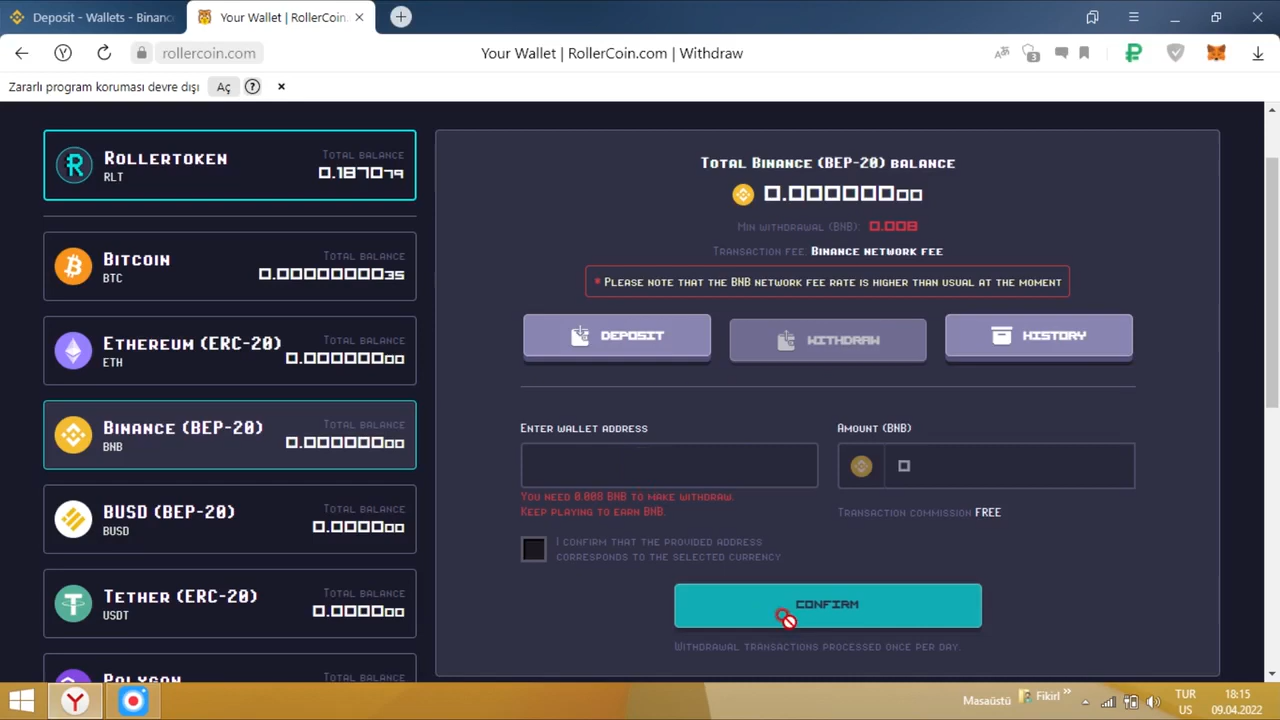 Deposit - Wallets - Binanc
Your Wallet | RollerCoin.
rollercoin.com
Your Wallet | RollerCoin.com | Withdraw
3
Zararlı program koruması devre dışı
Aç
?
ROLLERTOKEN
RLT
TOTAL BALANCE
0.187079
BITCOIN
BTC
TOTAL BALANCE
0.0000000035
ETHEREUM (ERC-20)
ETH
TOTAL BALANCE
0.00000000
BINANCE (BEP-20)
BNB
TOTAL BALANCE
0.00000000
BUSD (BEP-20)
BUSD
TOTAL BALANCE
0.000000
TETHER (ERC-20)
USDT
TOTAL BALANCE
0.000000
POLYGON
TOTAL BALANCE
TOTAL BINANCE (BEP-20) BALANCE
0.00000000
MIN WITHDRAWAL (BNB): 0.008
TRANSACTION FEE: BINANCE NETWORK FEE
* PLEASE NOTE THAT THE BNB NETWORK FEE RATE IS HIGHER THAN USUAL AT THE MOMENT
DEPOSIT
WITHDRAW
HISTORY
ENTER WALLET ADDRESS
AMOUNT (BNB)
0
YOU NEED 0.008 BNB TO MAKE WITHDRAW.
KEEP PLAYING TO EARN BNB.
TRANSACTION COMMISSION FREE
I CONFIRM THAT THE PROVIDED ADDRESS
CORRESPONDS TO THE SELECTED CURRENCY
CONFIRM
WITHDRAWAL TRANSACTIONS PROCESSED ONCE PER DAY.
Masaüstü
Fikirl
TUR
US
18:15
09.04.2022